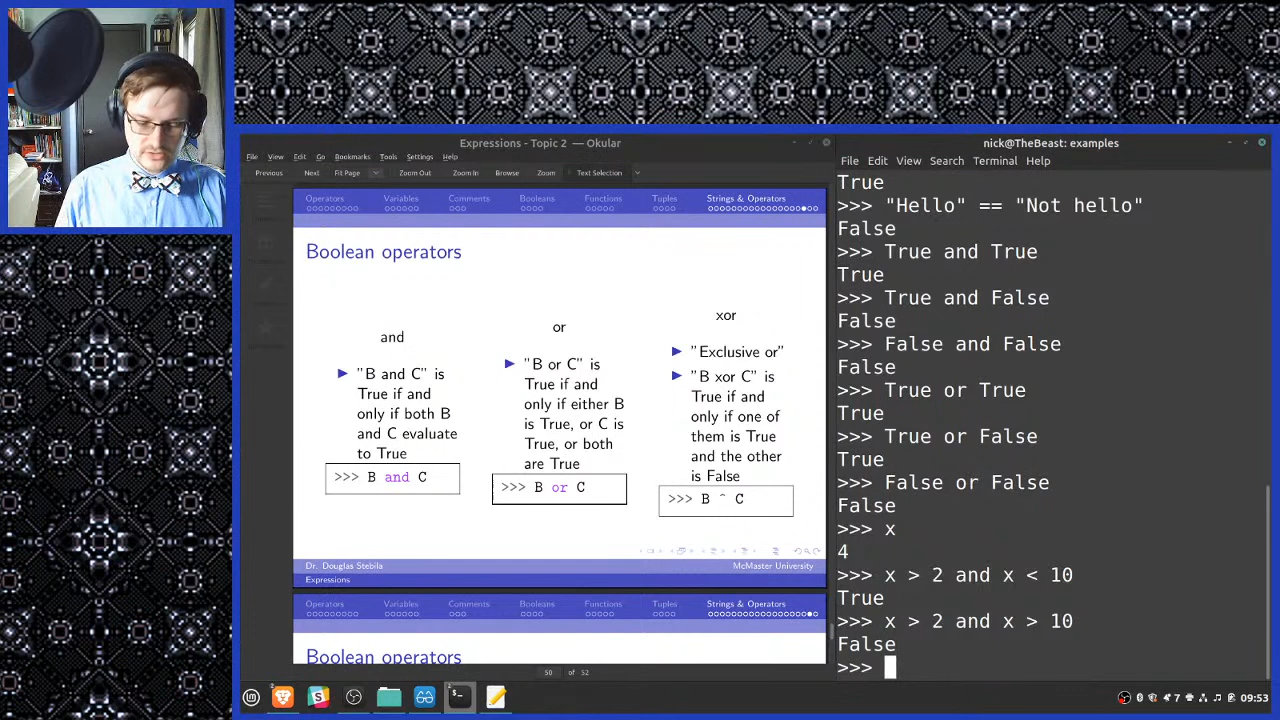 Expressions - Topic 2 — Okular
File Edit View Go Bookmarks Tools Settings Help
Previous Next Fit Page Zoom Out Zoom In Browse Zoom Text Selection
Operators Variables Comments Booleans Functions Tuples Strings & Operators
Boolean operators
and
"B and C" is
True if and
only if both B
and C evaluate
to True
>>> B and C
or
"B or C" is
True if and
only if either B
is True, or C is
True, or both
are True
>>> B or C
xor
"Exclusive or"
"B xor C" is
True if and
only if one of
them is True
and the other
is False
>>> B ^ C
Dr. Douglas Stebila McMaster University
Expressions
Operators Variables Comments Booleans Functions Tuples Strings & Operators
Boolean operators
50 of 52
nick@TheBeast: examples
File Edit View Search Terminal Help
True
>>> "Hello" == "Not hello"
False
>>> True and True
True
>>> True and False
False
>>> False and False
False
>>> True or True
True
>>> True or False
True
>>> False or False
False
>>> x
4
>>> x > 2 and x < 10
True
>>> x > 2 and x > 10
False
>>>
7 09:53